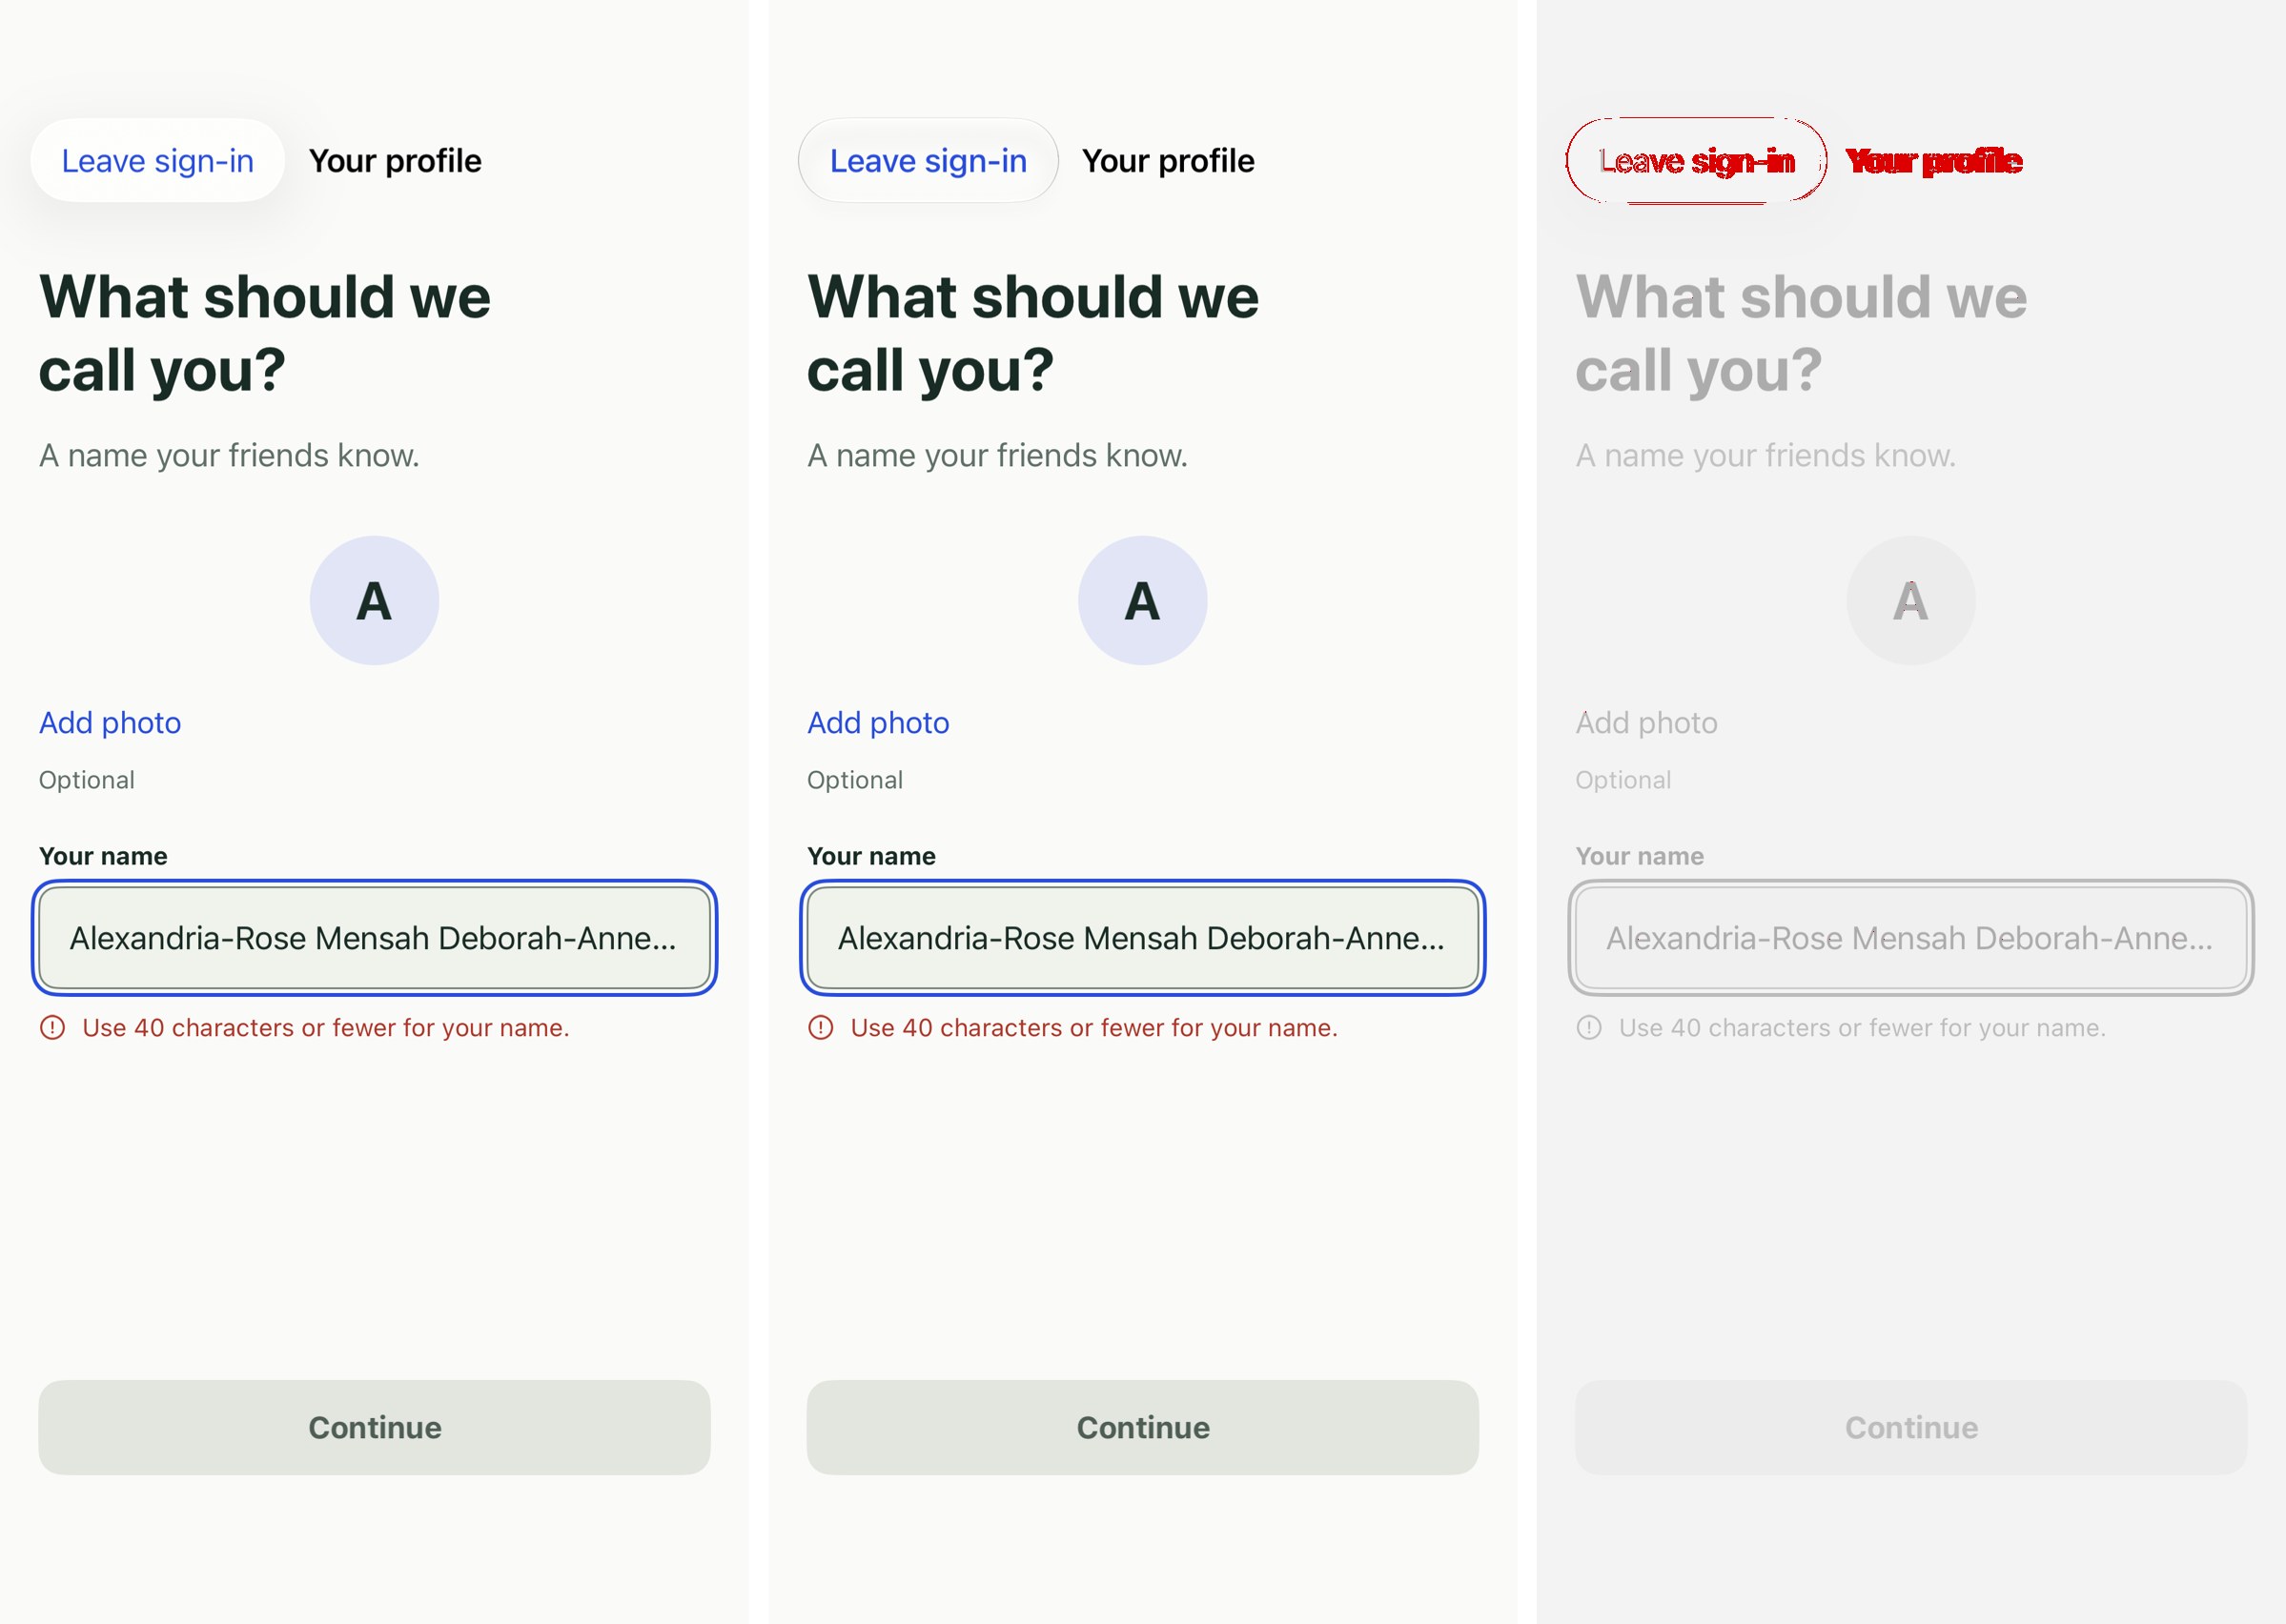 Leave sign-in Your profile
What should we
call you?
A name your friends know.
A
Add photo
Optional
Your name
Alexandria-Rose Mensah Deborah-Anne...
Use 40 characters or fewer for your name.
Continue
Leave sign-in Your profile
What should we
call you?
A name your friends know.
A
Add photo
Optional
Your name
Alexandria-Rose Mensah Deborah-Anne...
Use 40 characters or fewer for your name.
Continue
Leave sign-in Your profile
What should we
call you?
A name your friends know.
A
Add photo
Optional
Your name
Alexandria-Rose Mensah Deborah-Anne...
Use 40 characters or fewer for your name.
Continue